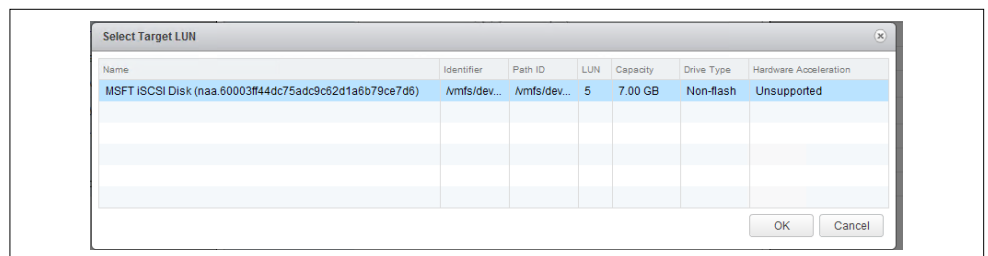 Select Target LUN
Name Identifier Path ID LUN Capacity Drive Type Hardware Acceleration
MSFT iSCSI Disk (naa.60003ff44dc75adc9c62d1a6b79ce7d6) /vmfs/dev... /vmfs/dev... 5 7.00 GB Non-flash Unsupported
OK Cancel